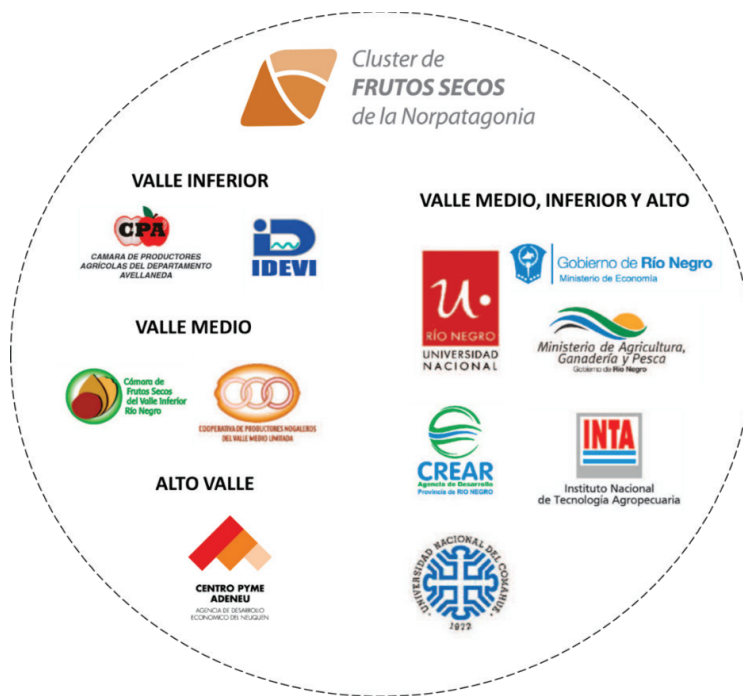 Cluster de
FRUTOS SECOS
de la Norpatagonia
VALLE INFERIOR
CPA
CAMARA DE PRODUCTORES
AGRÍCOLAS DEL DEPARTAMENTO
AVELLANEDA
IDEVI
VALLE MEDIO
Cámara de
Frutos Secos
del Valle Inferior
Río Negro
COOPERATIVA DE PRODUCTORES NOGALEROS
DEL VALLE MEDIO LIMITADA
ALTO VALLE
CENTRO PYME
ADENEU
AGENCIA DE DESARROLLO
ECONOMICO DEL NEUQUEN
VALLE MEDIO, INFERIOR Y ALTO
u.
RÍO NEGRO
UNIVERSIDAD
NACIONAL
Gobierno de Río Negro
Ministerio de Economía
Ministerio de Agricultura,
Ganadería y Pesca
Gobierno de Río Negro
CREAR
Agencia de Desarrollo
Provincia de RIO NEGRO
INTA
Instituto Nacional
de Tecnología Agropecuaria
UNIVERSIDAD NACIONAL DEL COMAHUE
1972